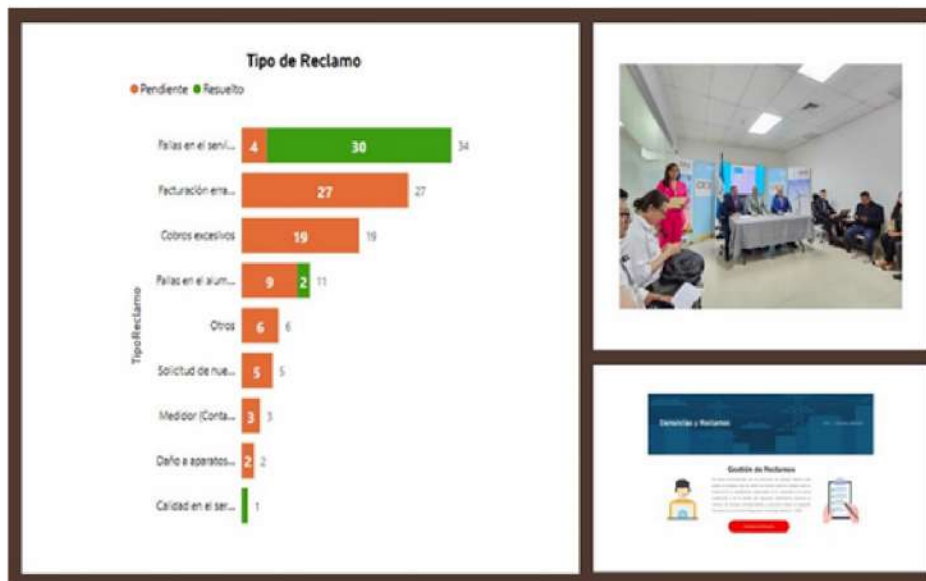 Tipo de Reclamo
Pendiente Resuelto
TipoReclamo
Fallas en el servi... 4 30 34
Facturación erra... 27 27
Cobros excesivos 19 19
Fallas en el alum... 9 2 11
Otros 6 6
Solicitud de nue... 5 5
Medidor (Conta... 3 3
Daño a aparatos... 2 2
Calidad en el ser... 1
Denuncias y Reclamos
Gestión de Reclamos